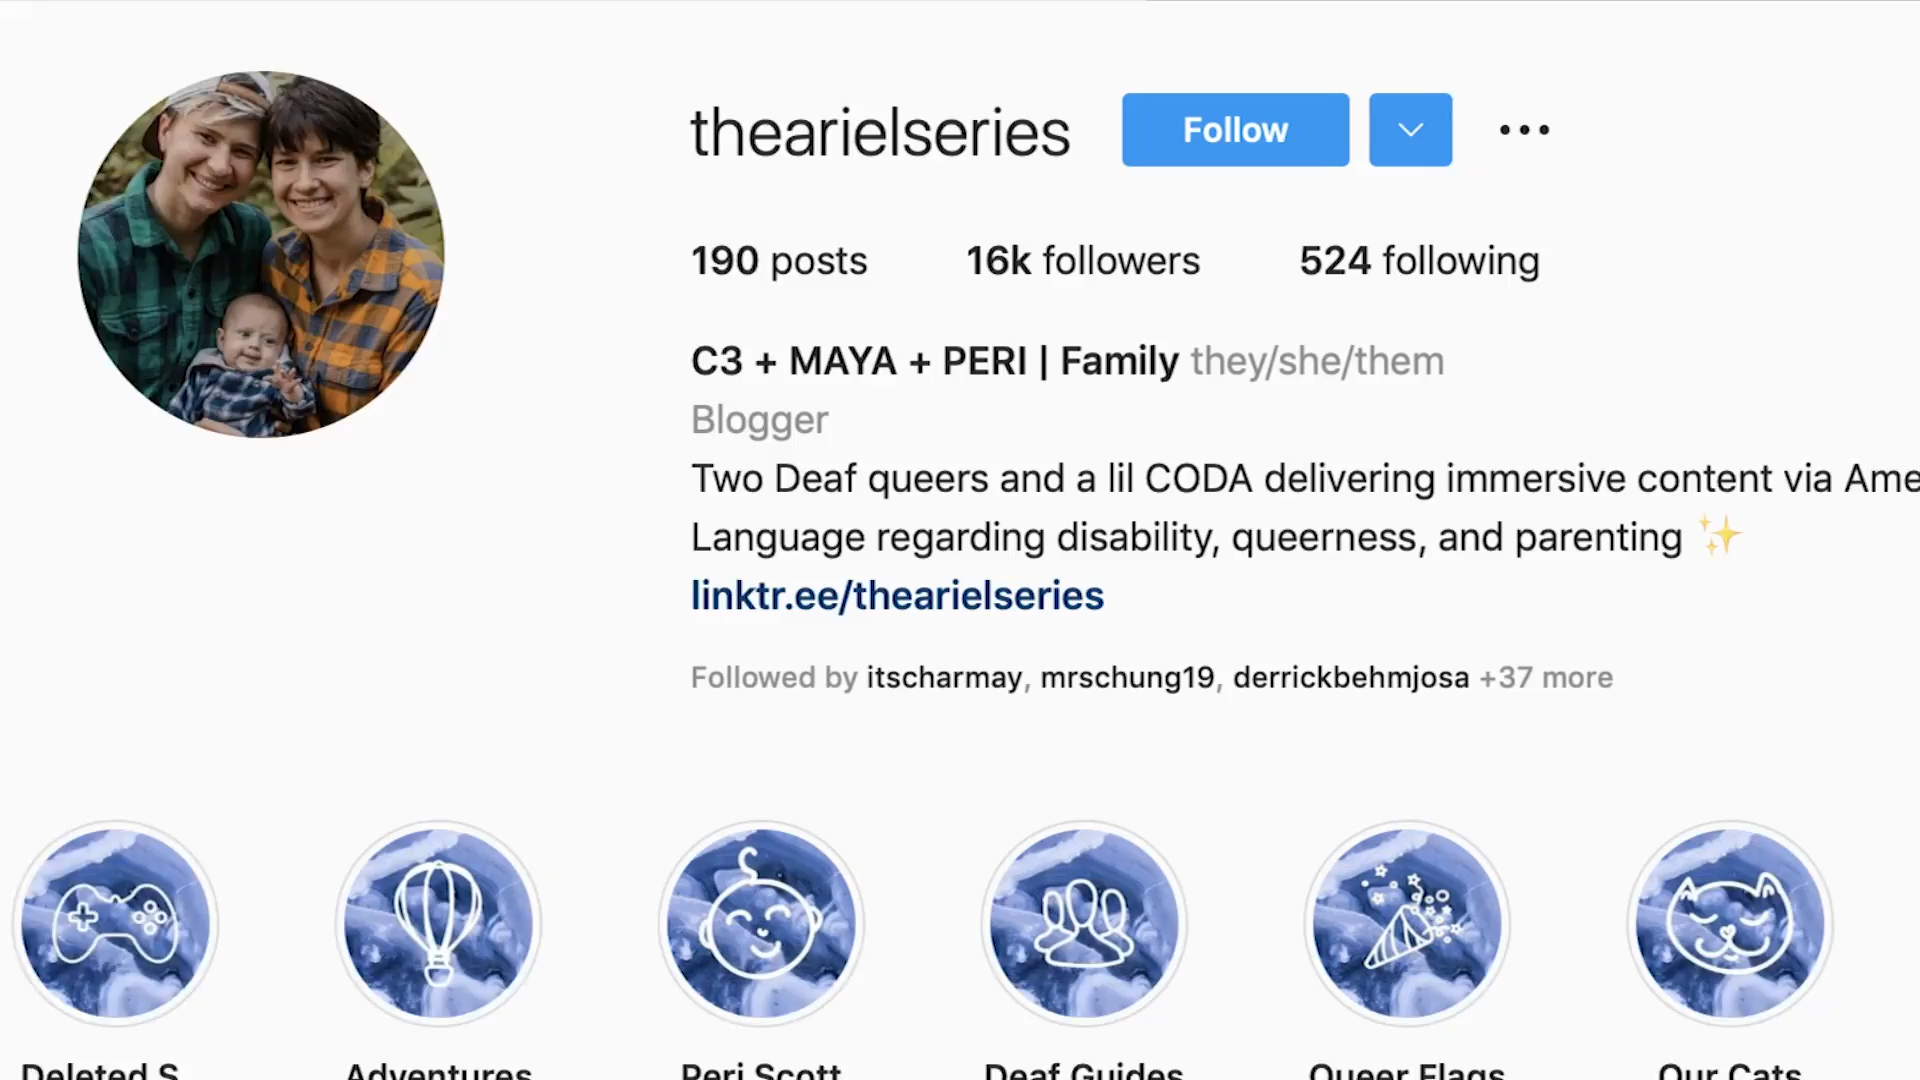 thearielseries Follow
190 posts 16k followers 524 following
C3 + MAYA + PERI | Family they/she/them
Blogger
Two Deaf queers and a lil CODA delivering immersive content via Ame
Language regarding disability, queerness, and parenting ✨
linktr.ee/thearielseries
Followed by itscharmay, mrschung19, derrickbehmjosa +37 more
Deleted S Adventures Peri Scott Deaf Guides Queer Flags Our Cats